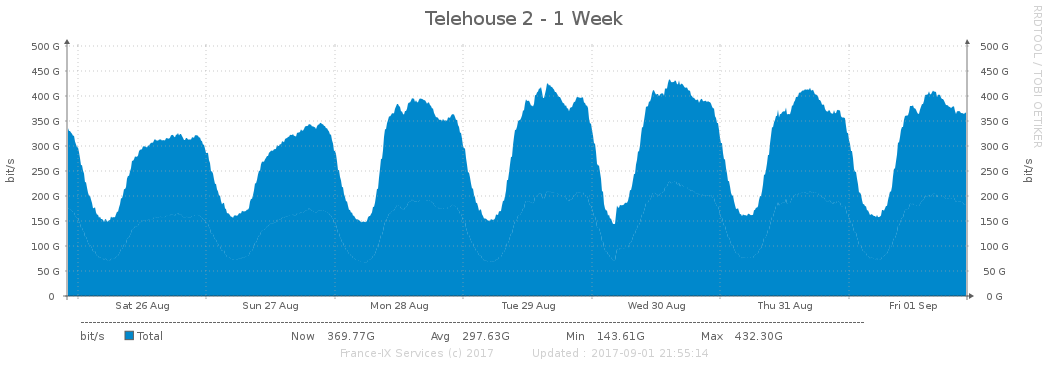 Telehouse 2 - 1 Week
RRDTOOL / TOBI OETIKER
500 G 500 G
450 G 450 G
400 G 400 G
350 G 350 G
300 G 300 G
250 G 250 G
200 G 200 G
150 G 150 G
100 G 100 G
50 G 50 G
0 0 G
bit/s bit/s
Sat 26 Aug Sun 27 Aug Mon 28 Aug Tue 29 Aug Wed 30 Aug Thu 31 Aug Fri 01 Sep
bit/s Total Now 369.77G Avg 297.63G Min 143.61G Max 432.30G
France-IX Services (c) 2017 Updated : 2017-09-01 21:55:14